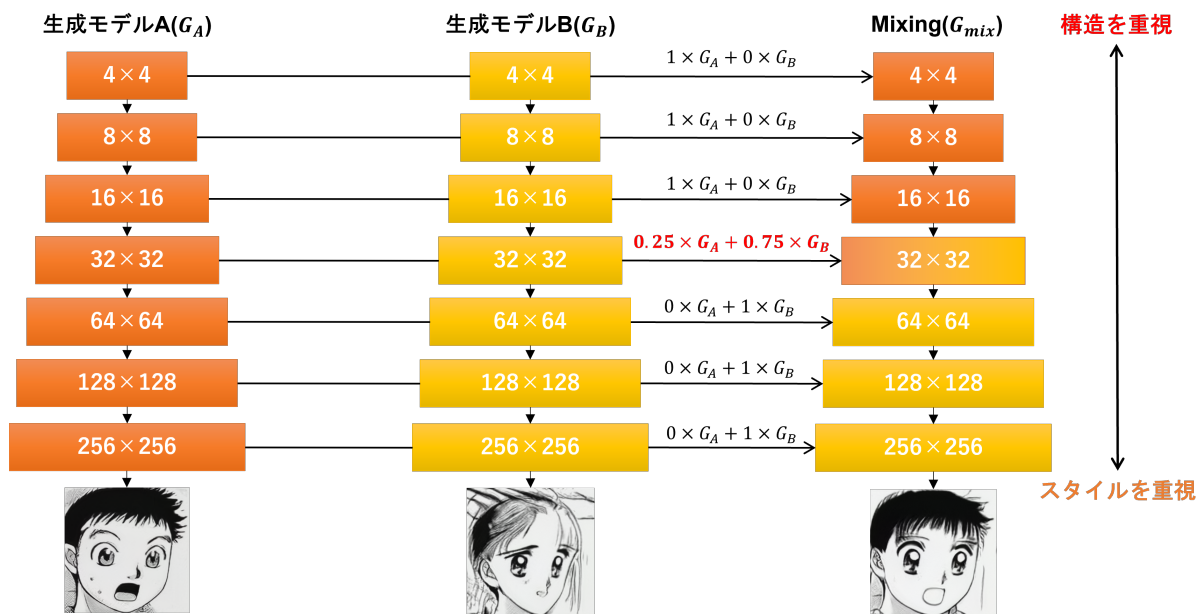 生成モデルA(G_A) 生成モデルB(G_B) Mixing(G_mix) 構造を重視
4×4 4×4 1 × G_A + 0 × G_B 4×4
8×8 8×8 1 × G_A + 0 × G_B 8×8
16×16 16×16 1 × G_A + 0 × G_B 16×16
32×32 32×32 0.25 × G_A + 0.75 × G_B 32×32
64×64 64×64 0 × G_A + 1 × G_B 64×64
128×128 128×128 0 × G_A + 1 × G_B 128×128
256×256 256×256 0 × G_A + 1 × G_B 256×256
スタイルを重視